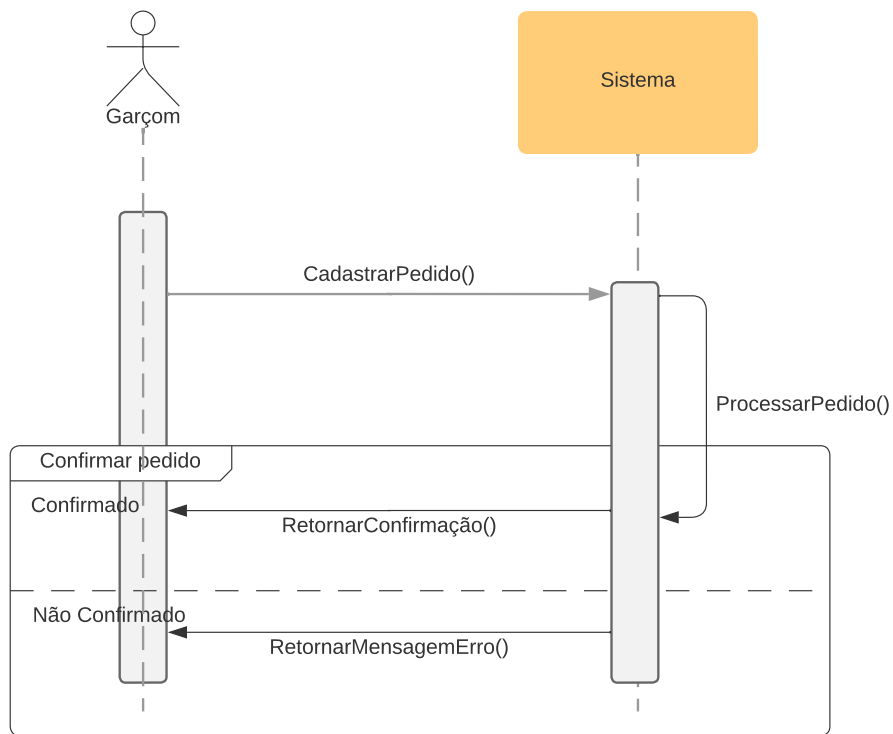 Garçom
Sistema
CadastrarPedido()
ProcessarPedido()
Confirmar pedido
Confirmado
RetornarConfirmação()
Não Confirmado
RetornarMensagemErro()